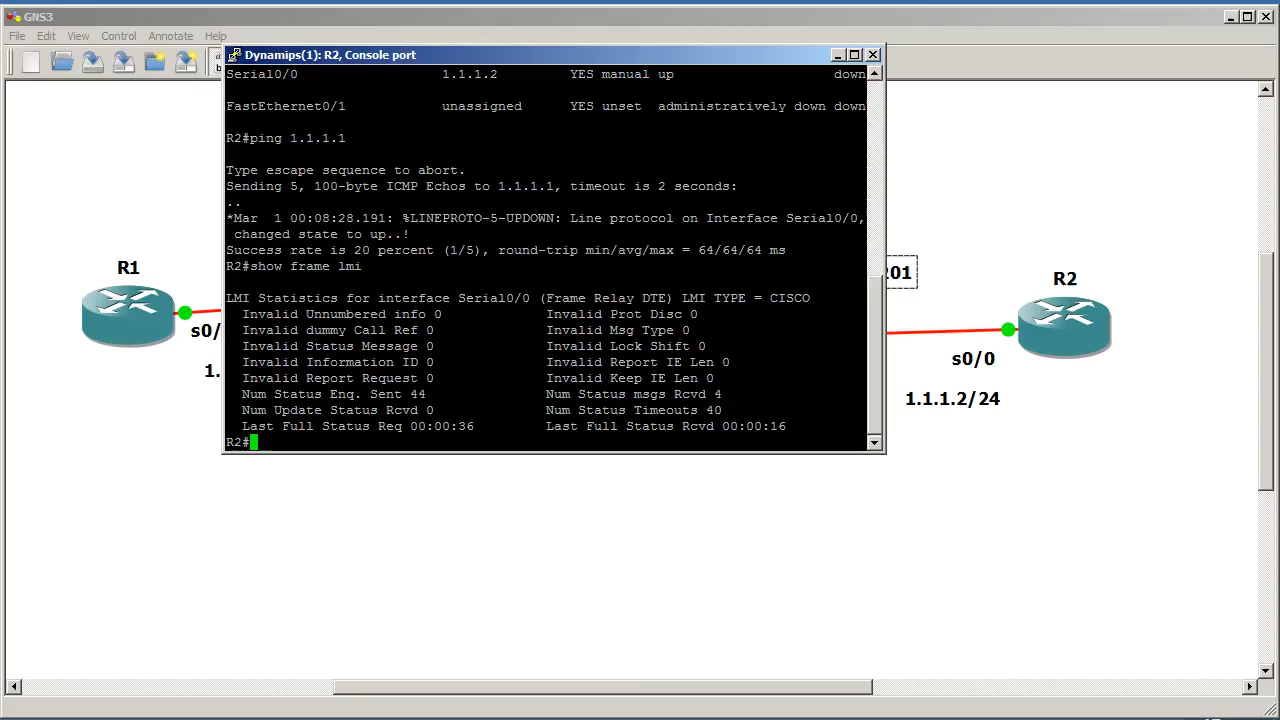 GNS3
File Edit View Control Annotate Help
Dynamips(1): R2, Console port
Serial0/0 1.1.1.2 YES manual up down
FastEthernet0/1 unassigned YES unset administratively down down
R2#ping 1.1.1.1
Type escape sequence to abort.
Sending 5, 100-byte ICMP Echos to 1.1.1.1, timeout is 2 seconds:
..
*Mar 1 00:08:28.191: %LINEPROTO-5-UPDOWN: Line protocol on Interface Serial0/0,
changed state to up..!
Success rate is 20 percent (1/5), round-trip min/avg/max = 64/64/64 ms
R2#show frame lmi
LMI Statistics for interface Serial0/0 (Frame Relay DTE) LMI TYPE = CISCO
Invalid Unnumbered info 0 Invalid Prot Disc 0
Invalid dummy Call Ref 0 Invalid Msg Type 0
Invalid Status Message 0 Invalid Lock Shift 0
Invalid Information ID 0 Invalid Report IE Len 0
Invalid Report Request 0 Invalid Keep IE Len 0
Num Status Enq. Sent 44 Num Status msgs Rcvd 4
Num Update Status Rcvd 0 Num Status Timeouts 40
Last Full Status Req 00:00:36 Last Full Status Rcvd 00:00:16
R2#
R1
s0/
1.
201
R2
s0/0
1.1.1.2/24